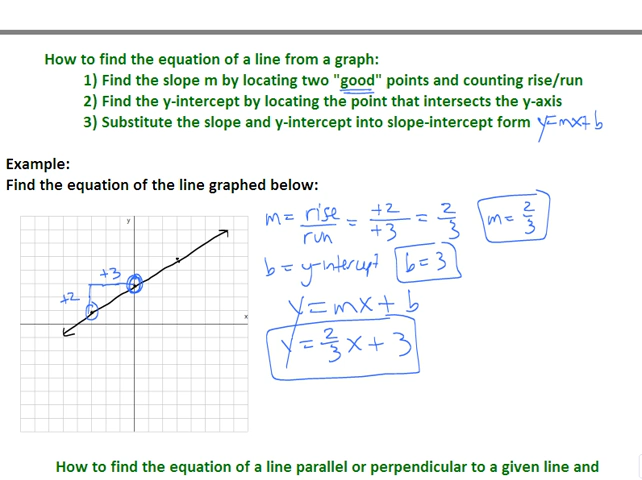 How to find the equation of a line from a graph:
1) Find the slope m by locating two "good" points and counting rise/run
2) Find the y-intercept by locating the point that intersects the y-axis
3) Substitute the slope and y-intercept into slope-intercept form y=mx+b
Example:
Find the equation of the line graphed below:
m = rise/run = +2/+3 = 2/3 m = 2/3
b = y-intercept b = 3
y = mx + b
y = 2/3 x + 3
y
+3
+2
x
How to find the equation of a line parallel or perpendicular to a given line and